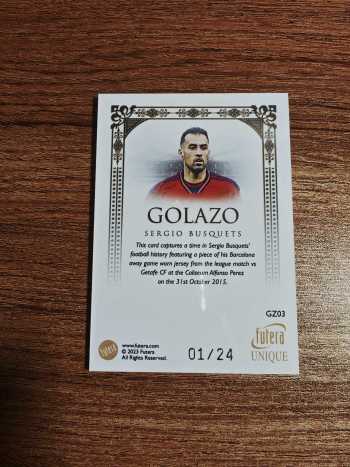 GOLAZO
SERGIO BUSQUETS
This card captures a time in Sergio Busquets'
football history featuring a piece of his Barcelona
away game worn jersey from the league match vs
Getafe CF at the Coliseum Alfonso Perez
on the 31st October 2015.
GZ03
futera
www.futera.com
© 2023 Futera
All Rights Reserved.
01/24
futera
UNIQUE